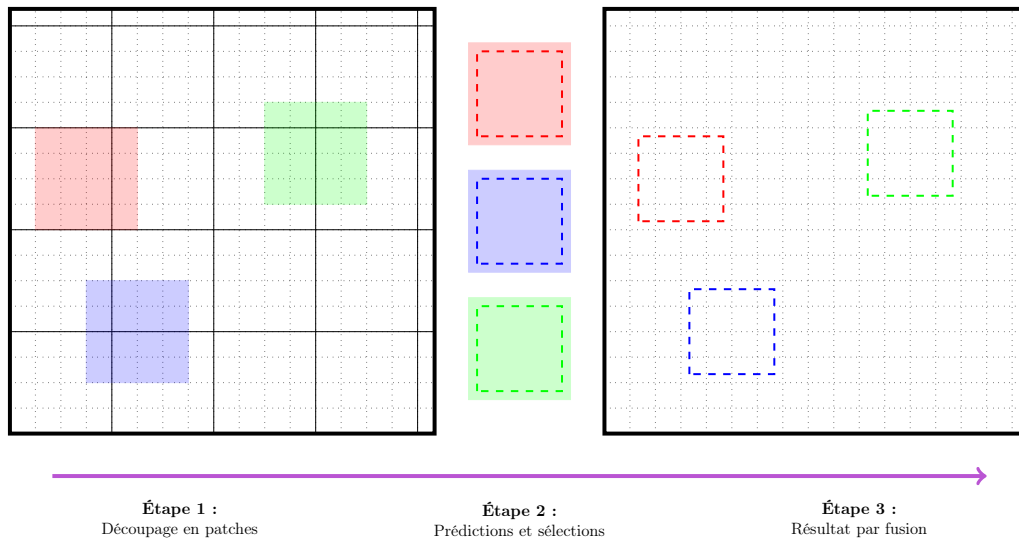 Étape 1 :
Découpage en patches
Étape 2 :
Prédictions et sélections
Étape 3 :
Résultat par fusion